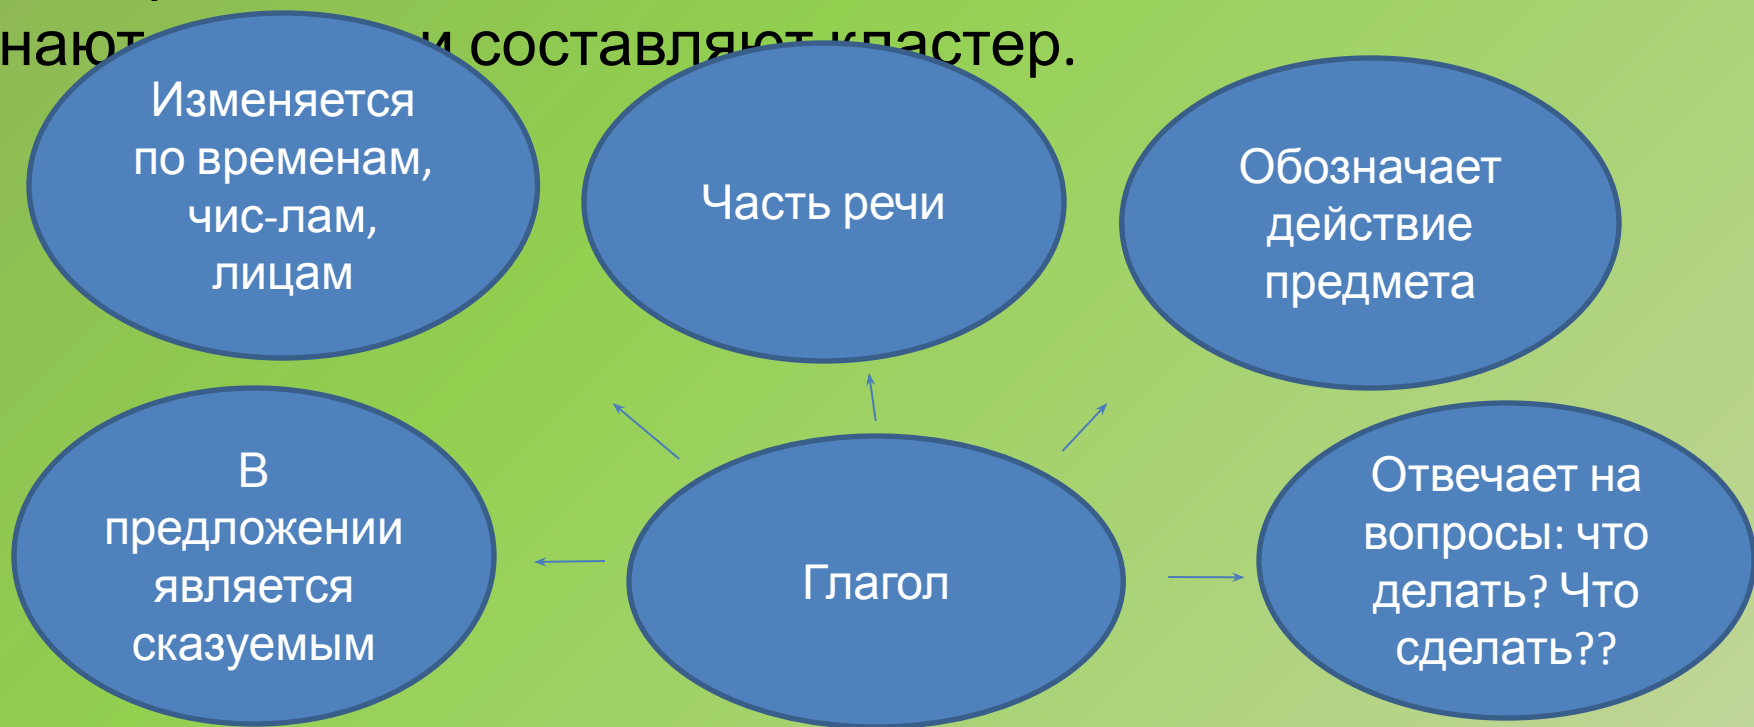 и составляют кластер.
Изменяется
по временам,
чис-лам,
лицам
Часть речи
Обозначает
действие
предмета
В
предложении
является
сказуемым
Глагол
Отвечает на
вопросы: что
делать? Что
сделать??